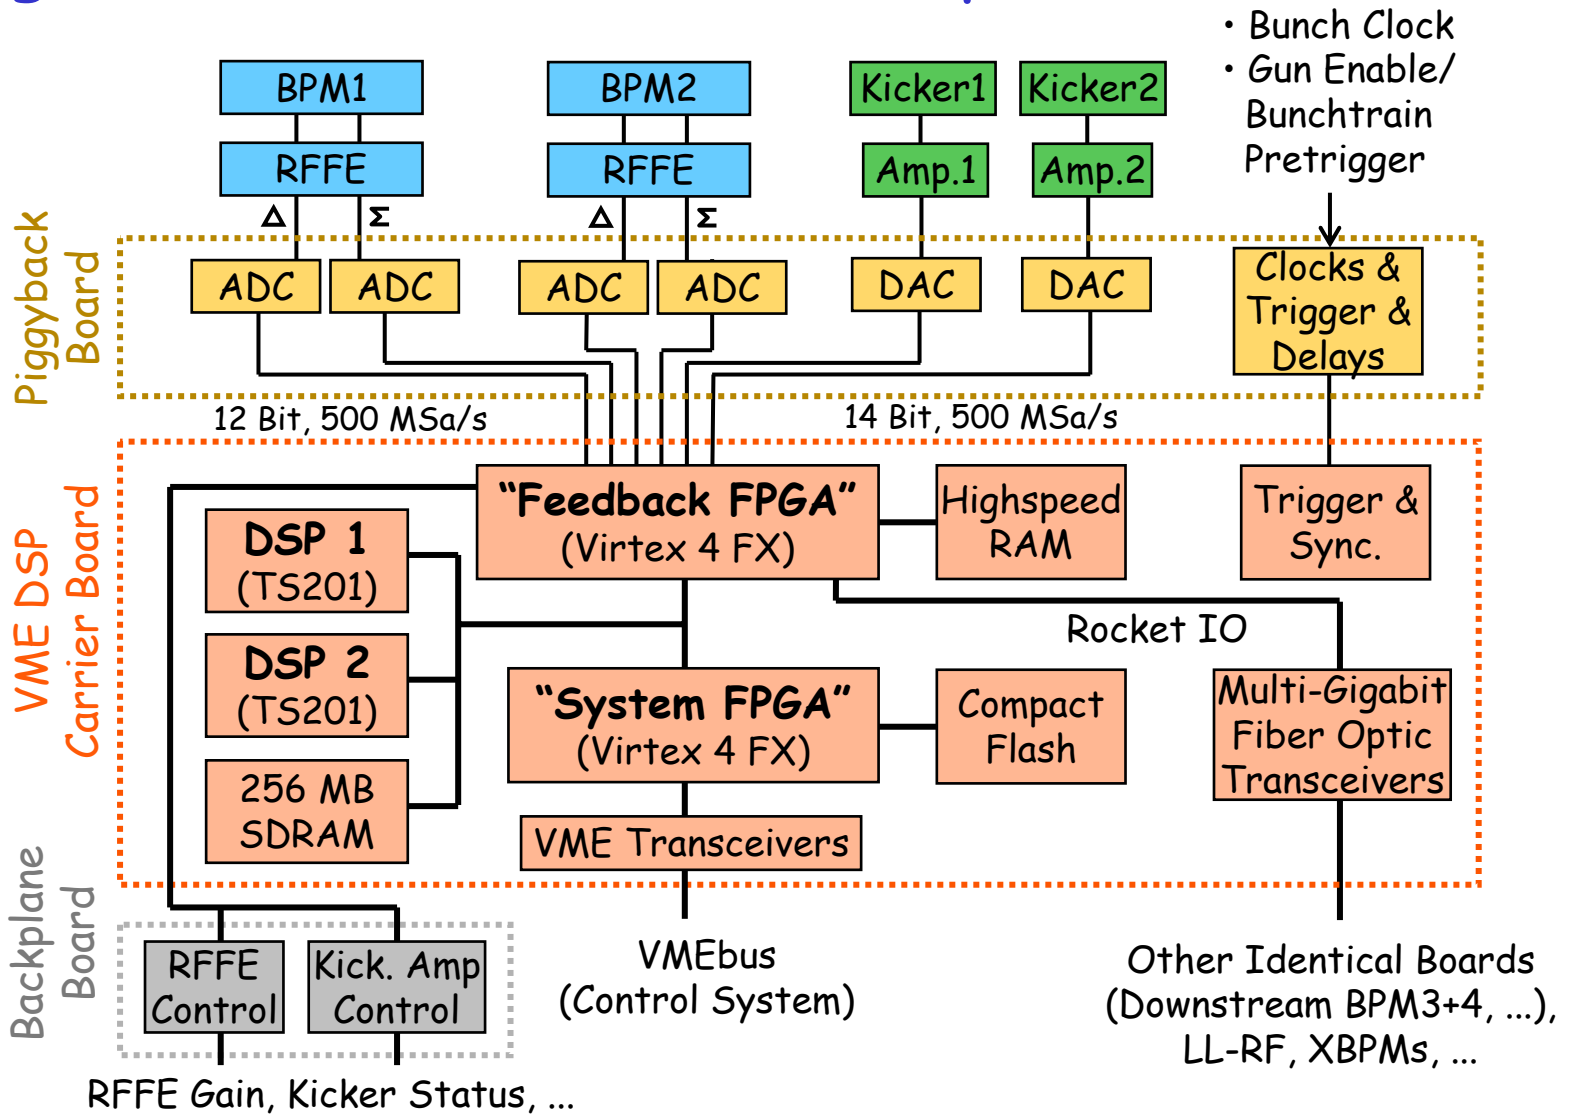 • Bunch Clock
• Gun Enable/
Bunchtrain
Pretrigger
BPM1
BPM2
Kicker1
Kicker2
RFFE
RFFE
Amp.1
Amp.2
Δ
Σ
Δ
Σ
Piggyback
Board
ADC
ADC
ADC
ADC
DAC
DAC
Clocks &
Trigger &
Delays
12 Bit, 500 MSa/s
14 Bit, 500 MSa/s
VME DSP
Carrier Board
“Feedback FPGA”
(Virtex 4 FX)
Highspeed
RAM
Trigger &
Sync.
DSP 1
(TS201)
Rocket IO
DSP 2
(TS201)
“System FPGA”
(Virtex 4 FX)
Compact
Flash
Multi-Gigabit
Fiber Optic
Transceivers
256 MB
SDRAM
VME Transceivers
Backplane
Board
RFFE
Control
Kick. Amp
Control
VMEbus
(Control System)
Other Identical Boards
(Downstream BPM3+4, ...),
LL-RF, XBPMs, ...
RFFE Gain, Kicker Status, ...